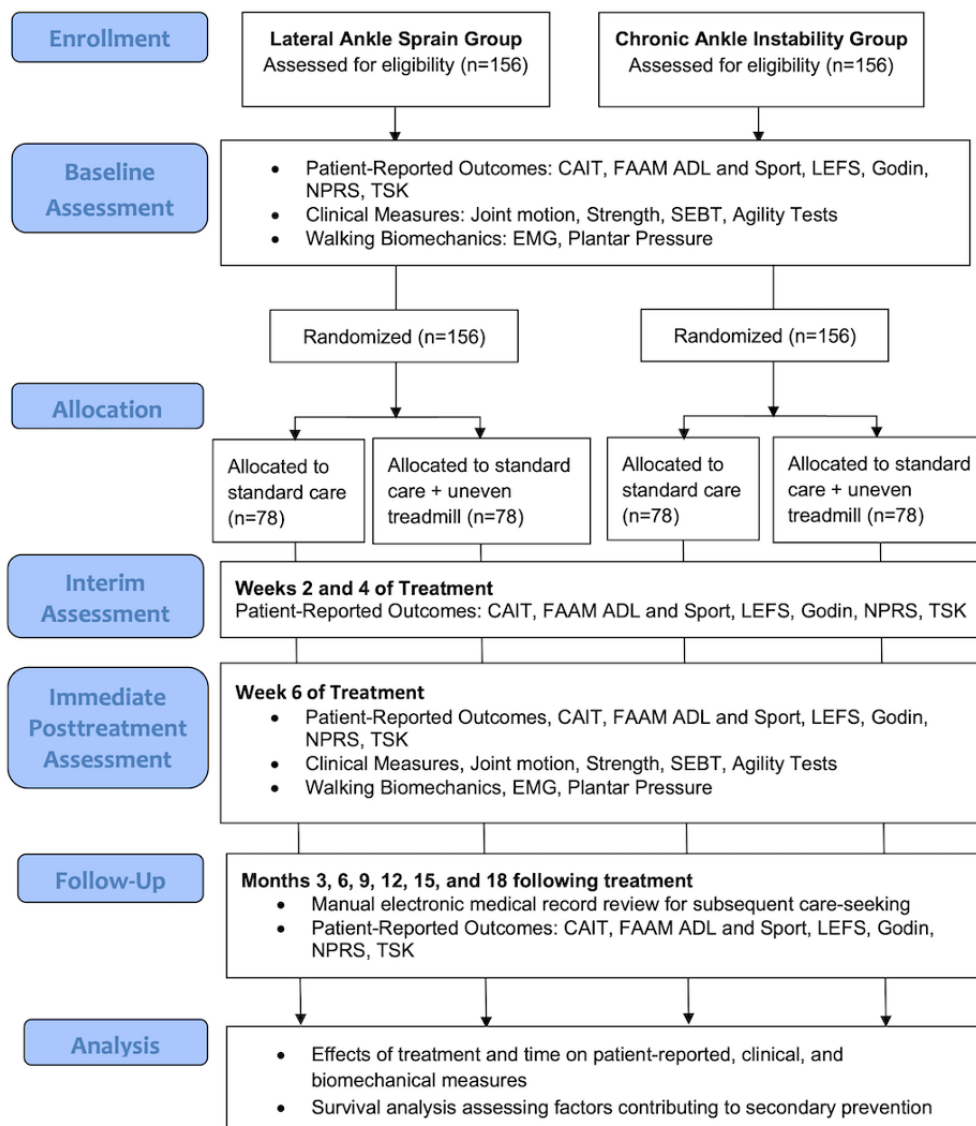 Enrollment
Lateral Ankle Sprain Group
Assessed for eligibility (n=156)
Chronic Ankle Instability Group
Assessed for eligibility (n=156)
Baseline
Assessment
• Patient-Reported Outcomes: CAIT, FAAM ADL and Sport, LEFS, Godin,
NPRS, TSK
• Clinical Measures: Joint motion, Strength, SEBT, Agility Tests
• Walking Biomechanics: EMG, Plantar Pressure
Randomized (n=156)
Randomized (n=156)
Allocation
Allocated to
standard care
(n=78)
Allocated to standard
care + uneven
treadmill (n=78)
Allocated to
standard care
(n=78)
Allocated to standard
care + uneven
treadmill (n=78)
Interim
Assessment
Weeks 2 and 4 of Treatment
Patient-Reported Outcomes: CAIT, FAAM ADL and Sport, LEFS, Godin, NPRS, TSK
Immediate
Posttreatment
Assessment
Week 6 of Treatment
• Patient-Reported Outcomes, CAIT, FAAM ADL and Sport, LEFS, Godin,
NPRS, TSK
• Clinical Measures, Joint motion, Strength, SEBT, Agility Tests
• Walking Biomechanics, EMG, Plantar Pressure
Follow-Up
Months 3, 6, 9, 12, 15, and 18 following treatment
• Manual electronic medical record review for subsequent care-seeking
• Patient-Reported Outcomes: CAIT, FAAM ADL and Sport, LEFS, Godin,
NPRS, TSK
Analysis
• Effects of treatment and time on patient-reported, clinical, and
biomechanical measures
• Survival analysis assessing factors contributing to secondary prevention